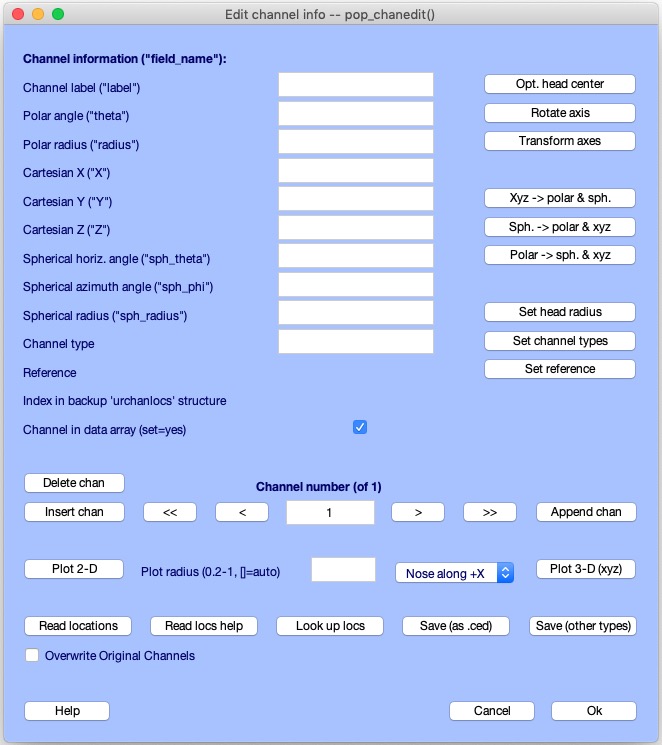 Edit channel info -- pop_chanedit()
Channel information ("field_name"):
Channel label ("label")
Opt. head center
Polar angle ("theta")
Rotate axis
Polar radius ("radius")
Transform axes
Cartesian X ("X")
Cartesian Y ("Y")
Xyz -> polar & sph.
Cartesian Z ("Z")
Sph. -> polar & xyz
Spherical horiz. angle ("sph_theta")
Polar -> sph. & xyz
Spherical azimuth angle ("sph_phi")
Spherical radius ("sph_radius")
Set head radius
Channel type
Set channel types
Reference
Set reference
Index in backup 'urchanlocs' structure
Channel in data array (set=yes)
Delete chan
Channel number (of 1)
Insert chan
<<
<
1
>
>>
Append chan
Plot 2-D
Plot radius (0.2-1, []=auto)
Nose along +X
Plot 3-D (xyz)
Read locations
Read locs help
Look up locs
Save (as .ced)
Save (other types)
Overwrite Original Channels
Help
Cancel
Ok